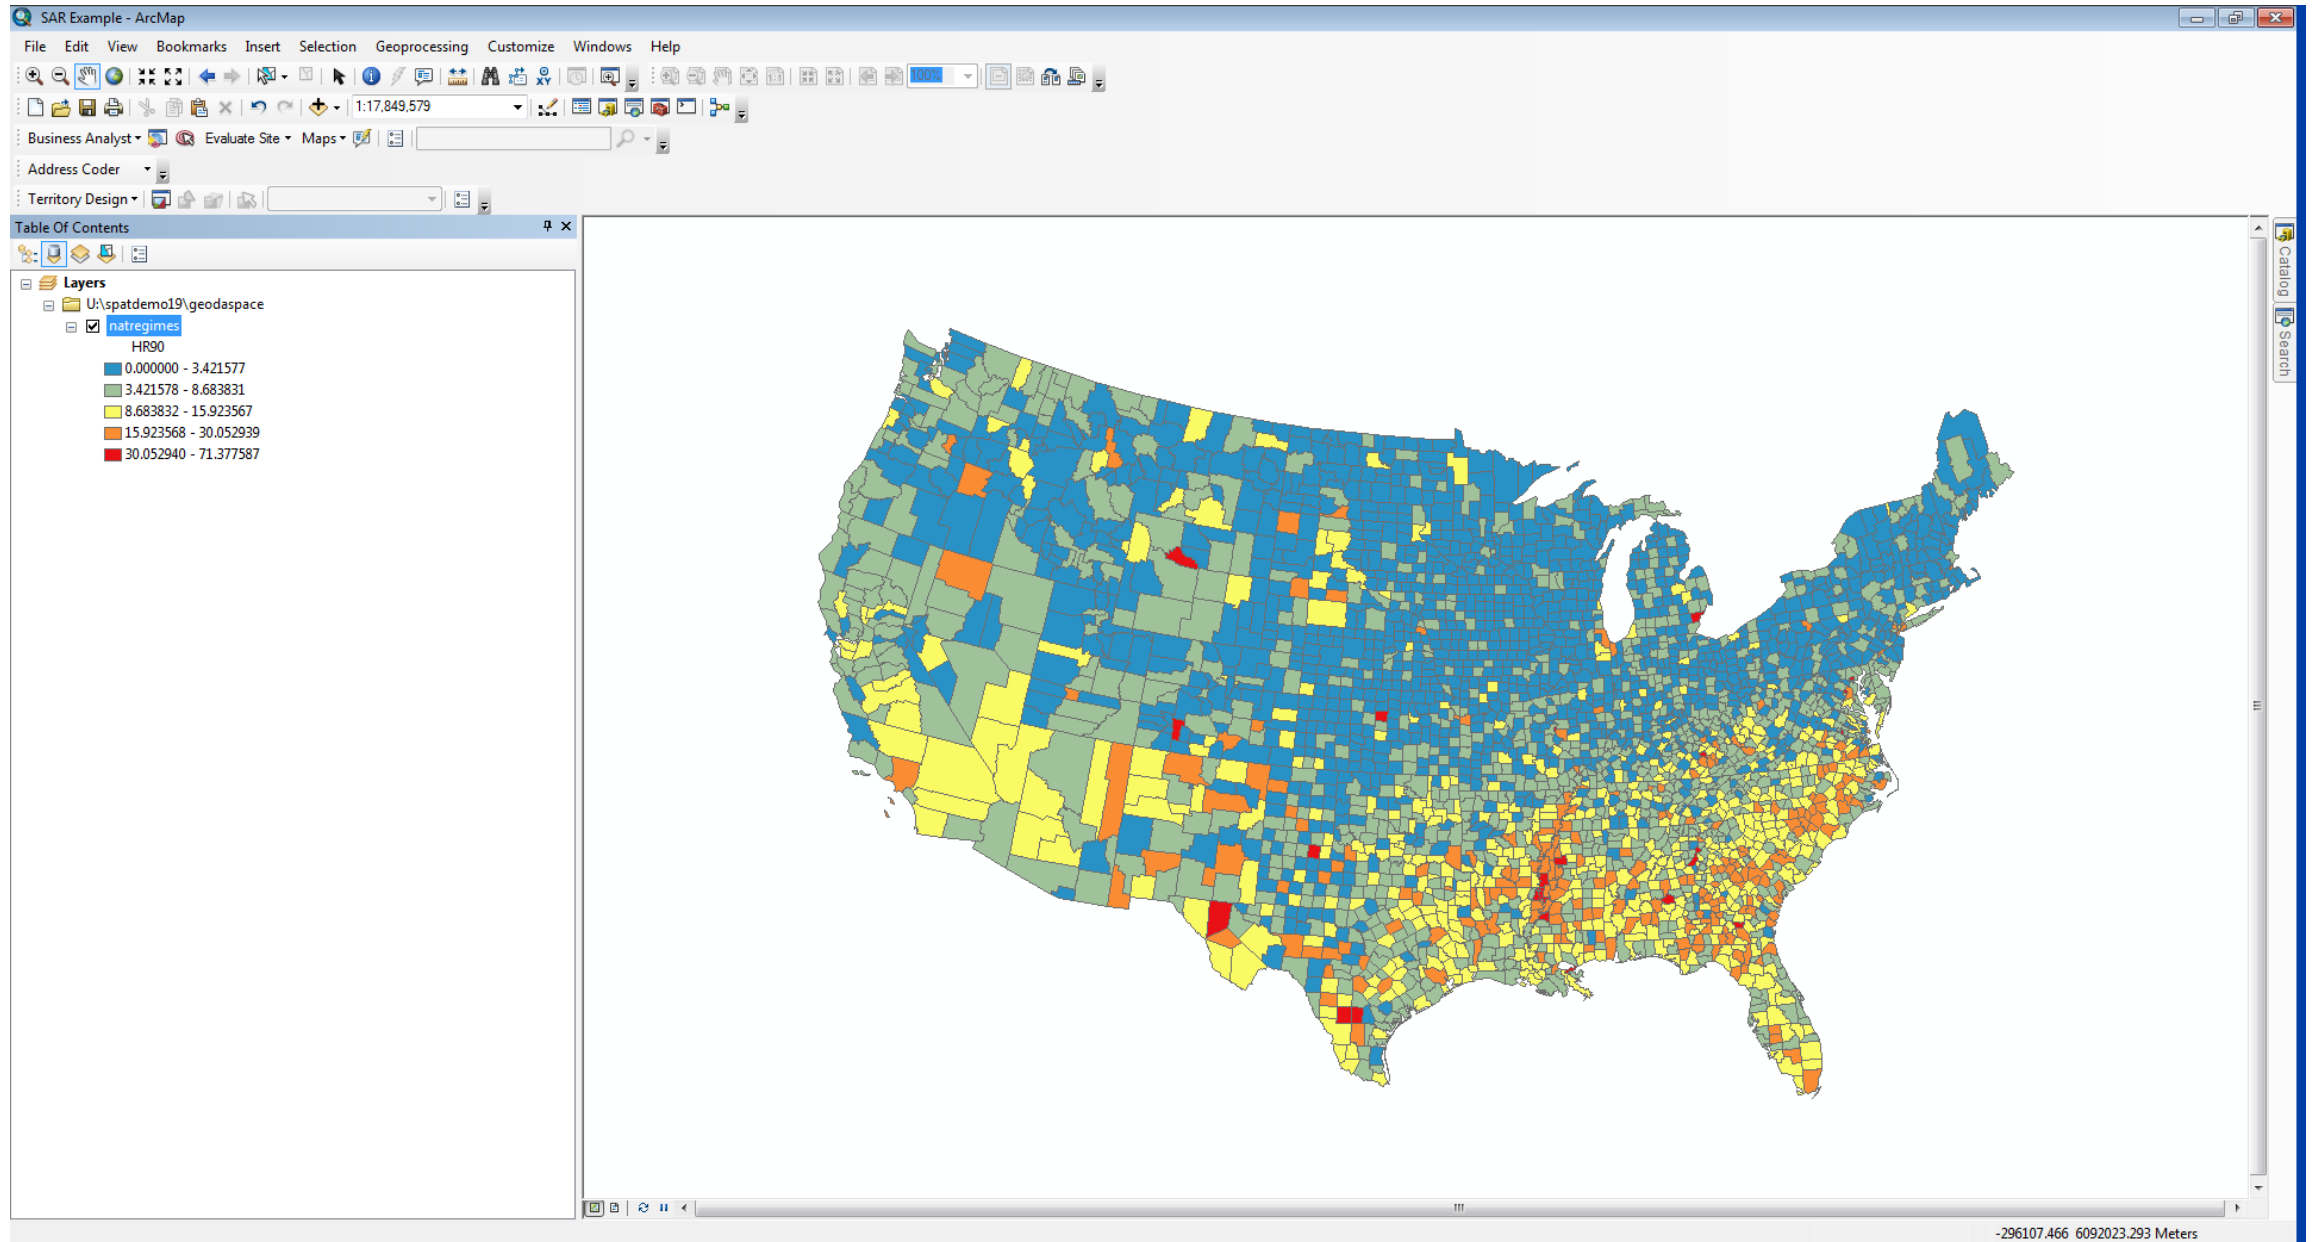 SAR Example - ArcMap
File Edit View Bookmarks Insert Selection Geoprocessing Customize Windows Help
100%
1:17,849,579
Business Analyst Evaluate Site Maps
Address Coder
Territory Design
Table Of Contents
Layers
U:\spatdemo19\geodaspace
natregimes
HR90
0.000000 - 3.421577
3.421578 - 8.683831
8.683832 - 15.923567
15.923568 - 30.052939
30.052940 - 71.377587
Catalog
Search
-296107.466 6092023.293 Meters